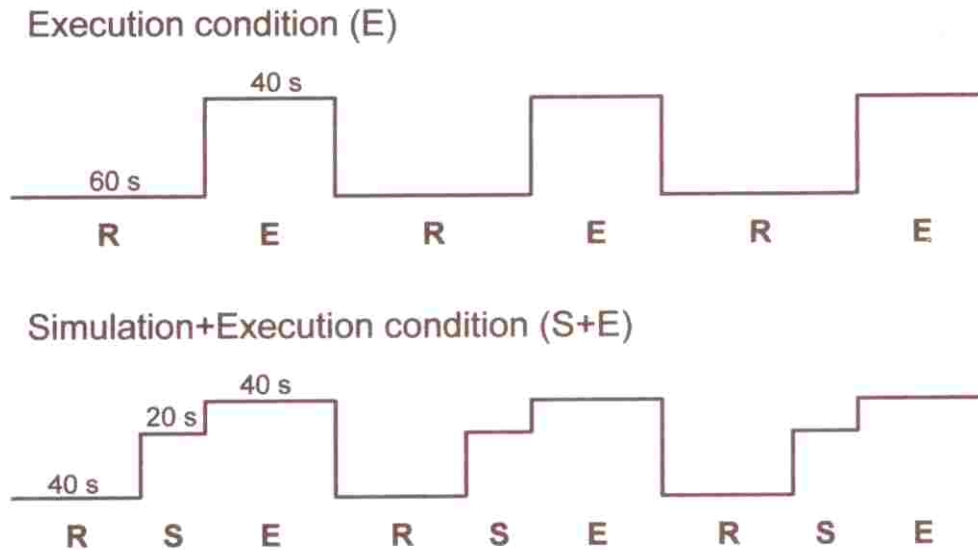 Execution condition (E)
40 s
60 s
R E R E R E
Simulation+Execution condition (S+E)
40 s
20 s
40 s
R S E R S E R S E